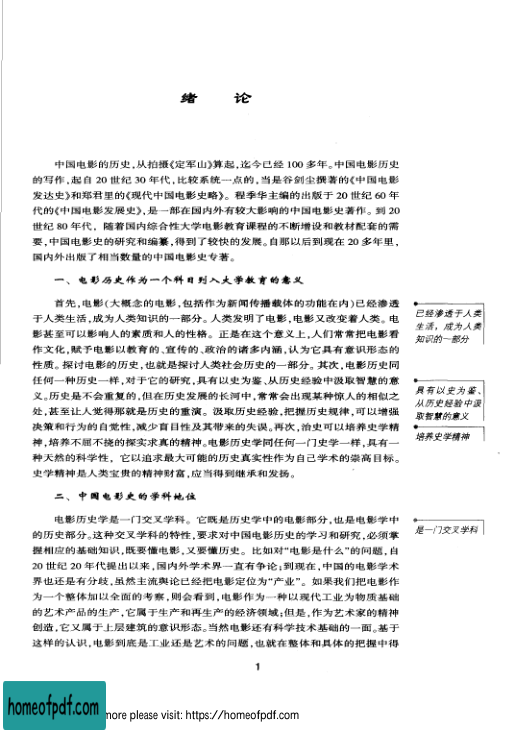 绪 论
中国电影的历史,从拍摄《定军山》算起,迄今已经 100 多年。中国电影历史
的写作,起自 20 世纪 30 年代,比较系统一点的,当是谷剑尘撰著的《中国电影
发达史》和郑君里的《现代中国电影史略》。程季华主编的出版于 20 世纪 60 年
代的《中国电影发展史》,是一部在国内外有较大影响的中国电影史著作。到 20
世纪 80 年代,随着国内综合性大学电影教育课程的不断增设和教材配套的需
要,中国电影史的研究和编纂,得到了较快的发展。自那以后到现在 20 多年里,
国内外出版了相当数量的中国电影史专著。
一、电影历史作为一个科目列入大学教育的意义
首先,电影(大概念的电影,包括作为新闻传播载体的功能在内)已经渗透
于人类生活,成为人类知识的一部分。人类发明了电影,电影又改变着人类。电
影甚至可以影响人的素质和人的性格。正是在这个意义上,人们常常把电影看
作文化,赋予电影以教育的、宣传的、政治的诸多内涵,认为它具有意识形态的
性质。探讨电影的历史,也就是探讨人类社会历史的一部分。其次,电影历史同
任何一种历史一样,对于它的研究,具有以史为鉴、从历史经验中汲取智慧的意
义。历史是不会重复的,但在历史发展的长河中,常常会出现某种惊人的相似之
处,甚至让人觉得那就是历史的重演。汲取历史经验,把握历史规律,可以增强
决策和行为的自觉性,减少盲目性及其带来的失误。再次,治史可以培养史学精
神,培养不屈不挠的探实求真的精神。电影历史学同任何一门史学一样,具有一
种天然的科学性,它以追求最大可能的历史真实性作为自己学术的崇高目标。
史学精神是人类宝贵的精神财富,应当得到继承和发扬。
已经渗透于人类
生活,成为人类
知识的一部分
具有以史为鉴、
从历史经验中汲
取智慧的意义
培养史学精神
二、中国电影史的学科地位
电影历史学是一门交叉学科。它既是历史学中的电影部分,也是电影学中
的历史部分。这种交叉学科的特性,要求对中国电影历史的学习和研究,必须掌
握相应的基础知识,既要懂电影,又要懂历史。比如对“电影是什么”的问题,自
20 世纪 20 年代提出以来,国内外学术界一直有争论;到现在,中国的电影学术
界也还是有分歧,虽然主流舆论已经把电影定位为“产业”。如果我们把电影作
为一个整体加以全面的考察,则会看到,电影作为一种以现代工业为物质基础
的艺术产品的生产,它属于生产和再生产的经济领域;但是,作为艺术家的精神
创造,它又属于上层建筑的意识形态。当然电影还有科学技术基础的一面。基于
这样的认识,电影到底是工业还是艺术的问题,也就在整体和具体的把握中得
是一门交叉学科
1
homeofpdf.com
more please visit: https://homeofpdf.com